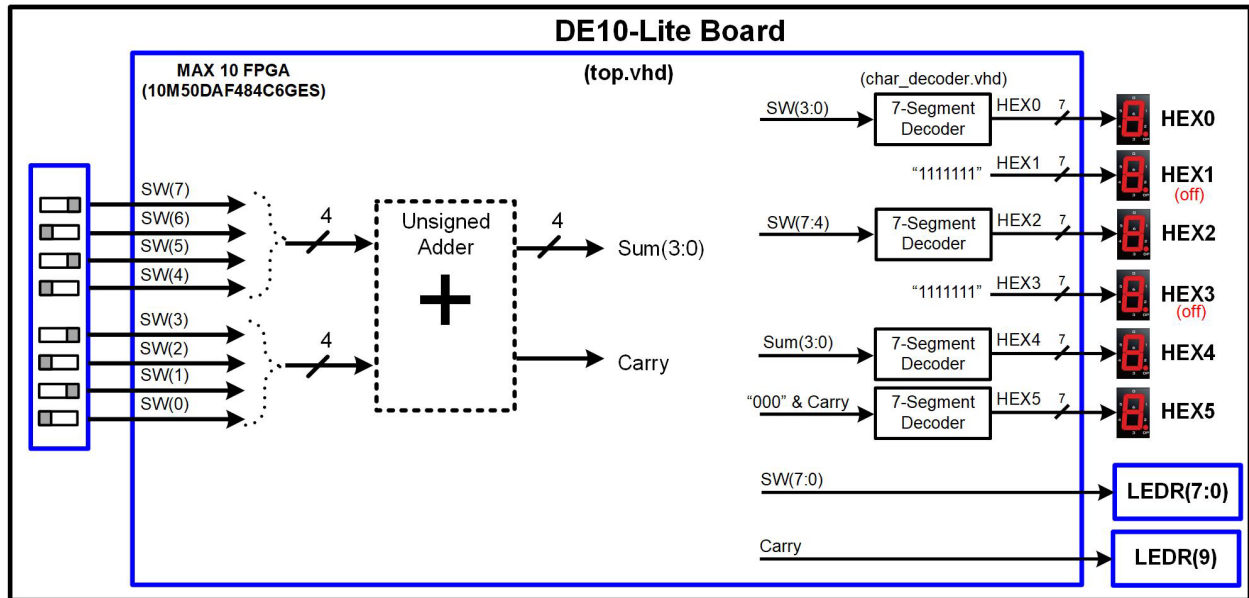 DE10-Lite Board
MAX 10 FPGA
(10M50DAF484C6GES)
(top.vhd)
(char_decoder.vhd)
SW(3:0)
7-Segment
Decoder
HEX0
7
HEX0
"1111111"
HEX1
7
HEX1
(off)
SW(7:4)
7-Segment
Decoder
HEX2
7
HEX2
"1111111"
HEX3
7
HEX3
(off)
Sum(3:0)
7-Segment
Decoder
HEX4
7
HEX4
"000" & Carry
7-Segment
Decoder
HEX5
7
HEX5
SW(7:0)
LEDR(7:0)
Carry
LEDR(9)
SW(7)
SW(6)
SW(5)
SW(4)
SW(3)
SW(2)
SW(1)
SW(0)
4
4
Unsigned
Adder
+
4
Sum(3:0)
Carry